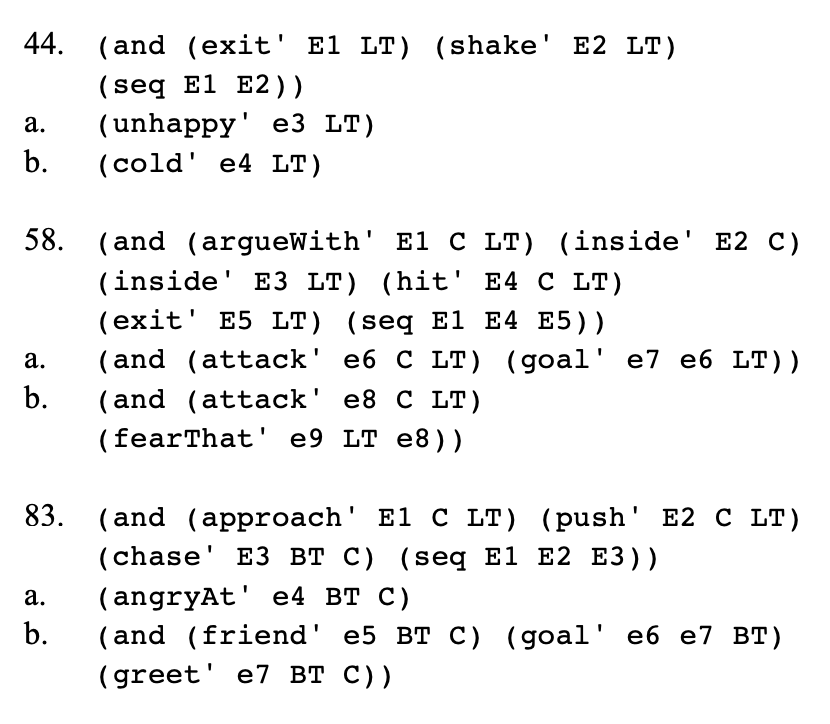 44. (and (exit' E1 LT) (shake' E2 LT)
(seq E1 E2))
a. (unhappy' e3 LT)
b. (cold' e4 LT)
58. (and (argueWith' E1 C LT) (inside' E2 C)
(inside' E3 LT) (hit' E4 C LT)
(exit' E5 LT) (seq E1 E4 E5))
a. (and (attack' e6 C LT) (goal' e7 e6 LT))
b. (and (attack' e8 C LT)
(fearThat' e9 LT e8))
83. (and (approach' E1 C LT) (push' E2 C LT)
(chase' E3 BT C) (seq E1 E2 E3))
a. (angryAt' e4 BT C)
b. (and (friend' e5 BT C) (goal' e6 e7 BT)
(greet' e7 BT C))